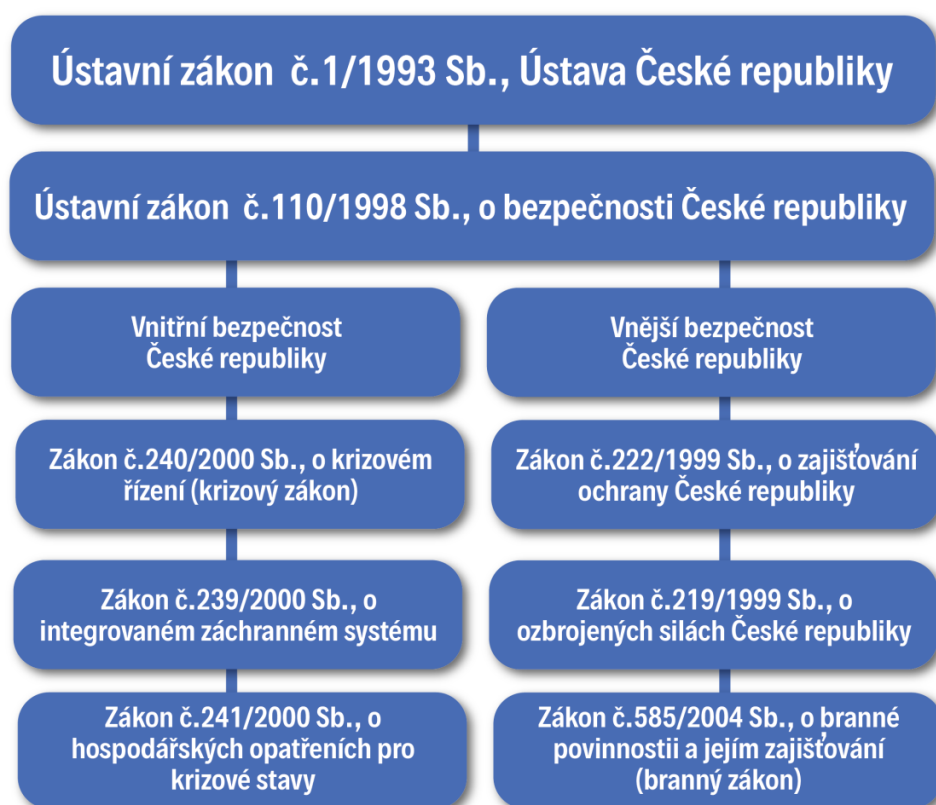 Ústavní zákon č.1/1993 Sb., Ústava České republiky
Ústavní zákon č.110/1998 Sb., o bezpečnosti České republiky
Vnitřní bezpečnost
České republiky
Vnější bezpečnost
České republiky
Zákon č.240/2000 Sb., o krizovém
řízení (krizový zákon)
Zákon č.222/1999 Sb., o zajišťování
ochrany České republiky
Zákon č.239/2000 Sb., o
integrovaném záchranném systému
Zákon č.219/1999 Sb., o
ozbrojených silách České republiky
Zákon č.241/2000 Sb., o
hospodářských opatřeních pro
krizové stavy
Zákon č.585/2004 Sb., o branné
povinnostii a jejím zajišťování
(branný zákon)